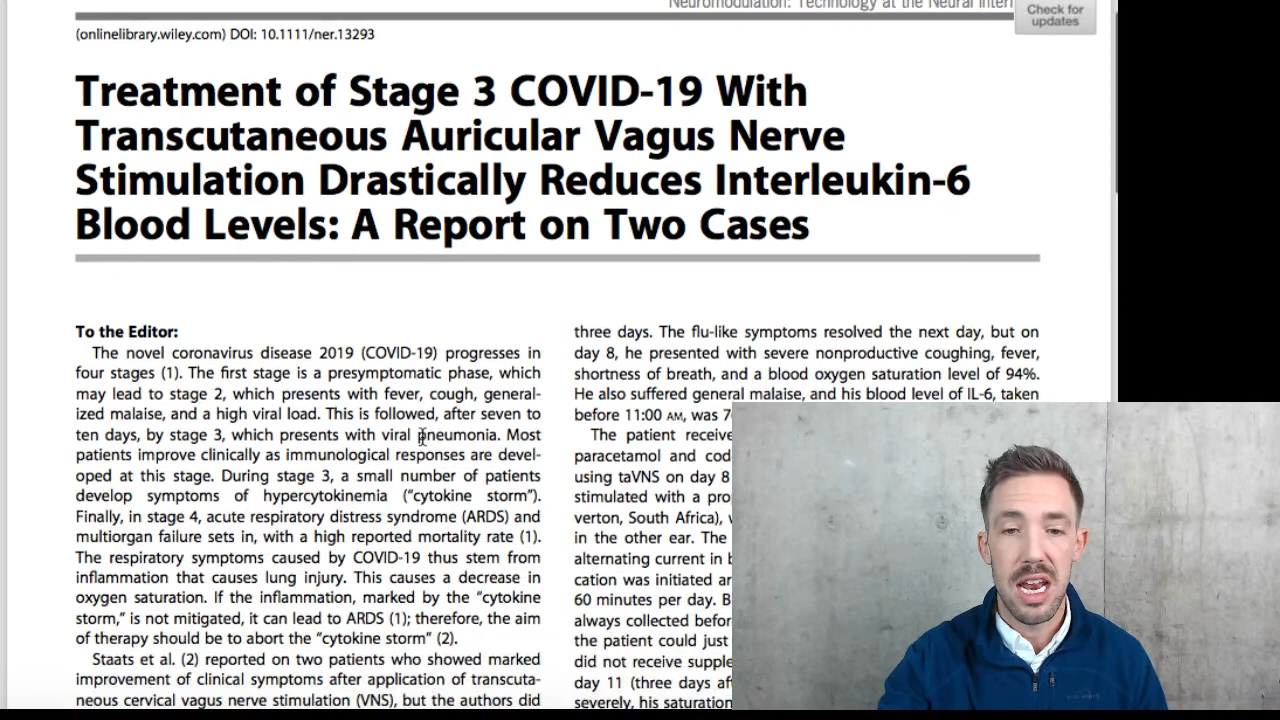 Neuromodulation: Technology at the Neural Interf
Check for
updates
(onlinelibrary.wiley.com) DOI: 10.1111/ner.13293
Treatment of Stage 3 COVID-19 With
Transcutaneous Auricular Vagus Nerve
Stimulation Drastically Reduces Interleukin-6
Blood Levels: A Report on Two Cases
To the Editor:
The novel coronavirus disease 2019 (COVID-19) progresses in
four stages (1). The first stage is a presymptomatic phase, which
may lead to stage 2, which presents with fever, cough, general-
ized malaise, and a high viral load. This is followed, after seven to
ten days, by stage 3, which presents with viral pneumonia. Most
patients improve clinically as immunological responses are devel-
oped at this stage. During stage 3, a small number of patients
develop symptoms of hypercytokinemia ("cytokine storm").
Finally, in stage 4, acute respiratory distress syndrome (ARDS) and
multiorgan failure sets in, with a high reported mortality rate (1).
The respiratory symptoms caused by COVID-19 thus stem from
inflammation that causes lung injury. This causes a decrease in
oxygen saturation. If the inflammation, marked by the "cytokine
storm," is not mitigated, it can lead to ARDS (1); therefore, the aim
of therapy should be to abort the "cytokine storm" (2).
Staats et al. (2) reported on two patients who showed marked
improvement of clinical symptoms after application of transcuta-
neous cervical vagus nerve stimulation (VNS), but the authors did
three days. The flu-like symptoms resolved the next day, but on
day 8, he presented with severe nonproductive coughing, fever,
shortness of breath, and a blood oxygen saturation level of 94%.
He also suffered general malaise, and his blood level of IL-6, taken
before 11:00 AM, was 7
The patient receive
paracetamol and cod
using taVNS on day 8
stimulated with a pro
verton, South Africa), w
in the other ear. The
alternating current in b
cation was initiated ar
60 minutes per day. B
always collected befor
the patient could just
did not receive supple
day 11 (three days af
severely, his saturation